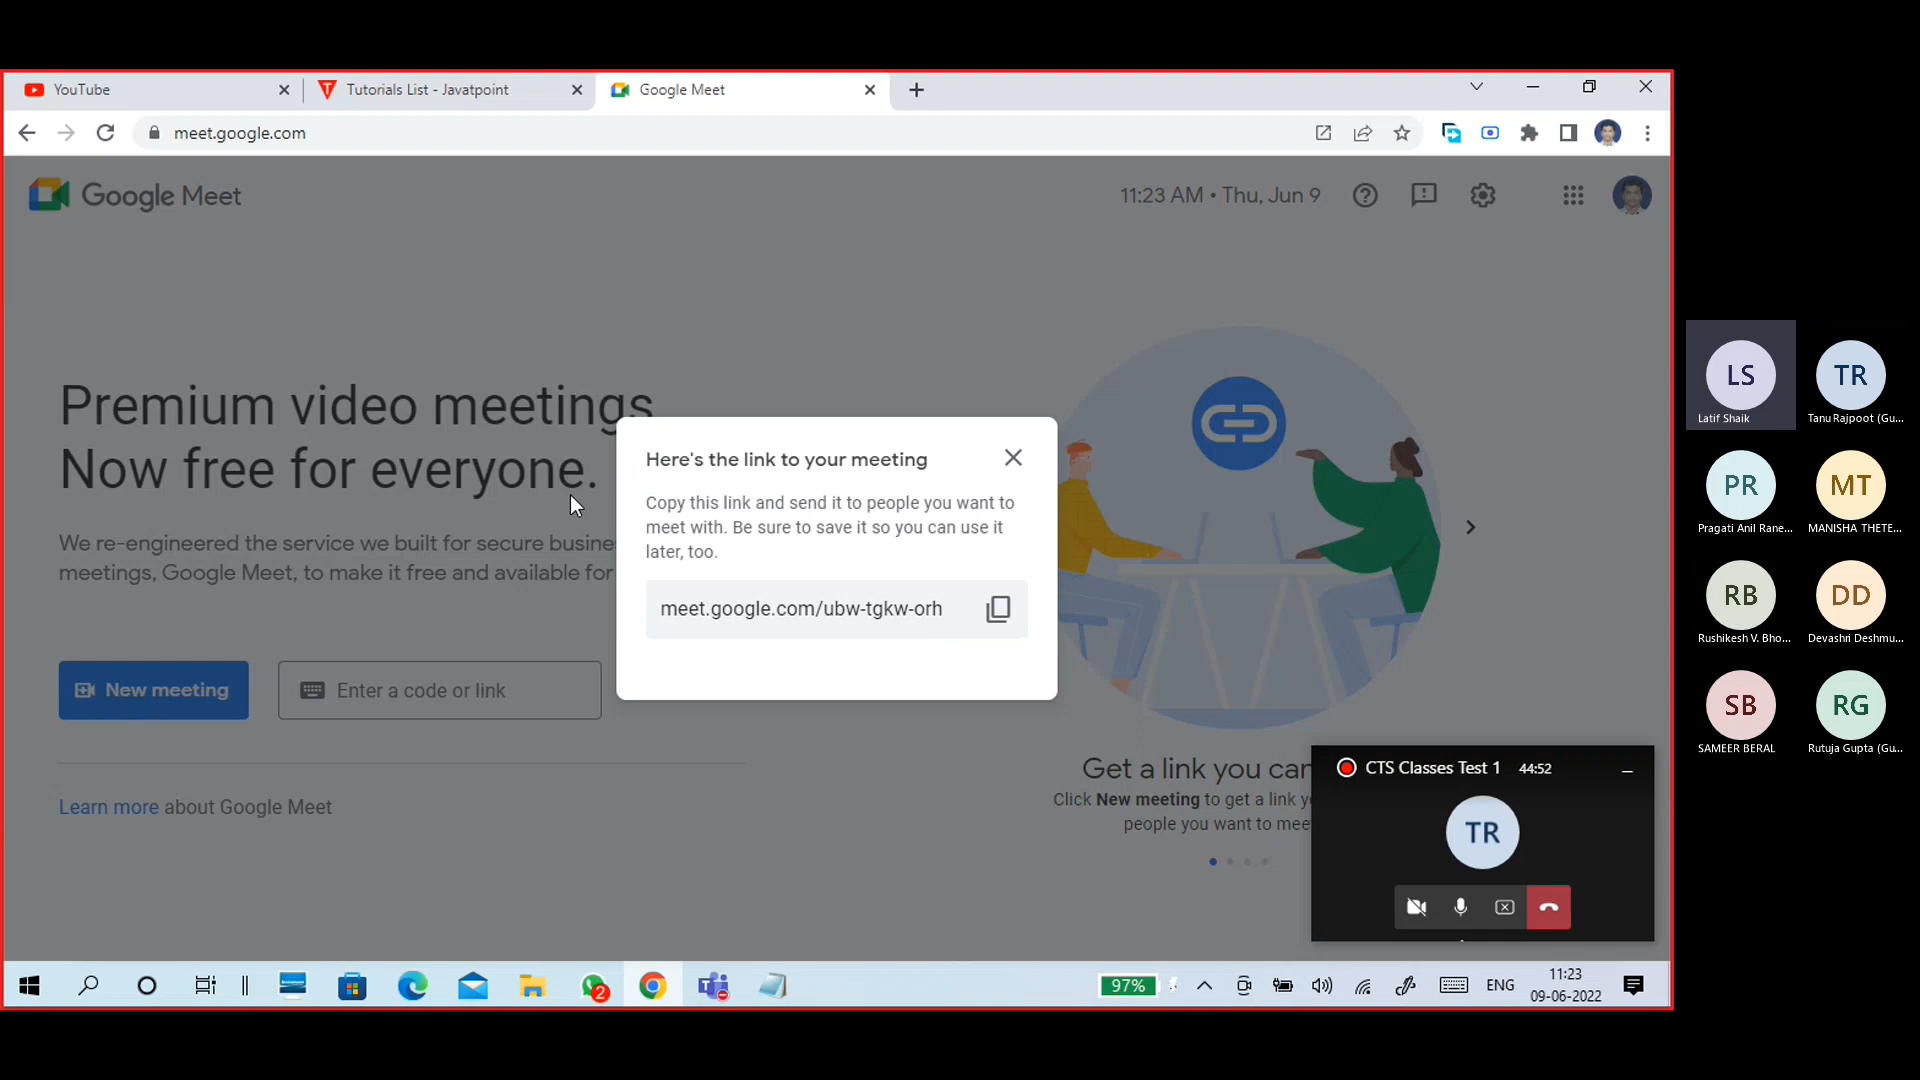 YouTube
Tutorials List - Javatpoint
Google Meet
meet.google.com
Google Meet
11:23 AM • Thu, Jun 9
Premium video meetings.
Now free for everyone.
We re-engineered the service we built for secure busine
meetings, Google Meet, to make it free and available for
New meeting
Enter a code or link
Learn more about Google Meet
Here's the link to your meeting
Copy this link and send it to people you want to
meet with. Be sure to save it so you can use it
later, too.
meet.google.com/ubw-tgkw-orh
Get a link you can
Click New meeting to get a link y
people you want to mee
CTS Classes Test 1 44:52
TR
LS
Latif Shaik
TR
Tanu Rajpoot (Gu...
PR
Pragati Anil Rane...
MT
MANISHA THETE...
RB
Rushikesh V. Bho...
DD
Devashri Deshmu...
SB
SAMEER BERAL
RG
Rutuja Gupta (Gu...
2
97%
ENG
11:23
09-06-2022